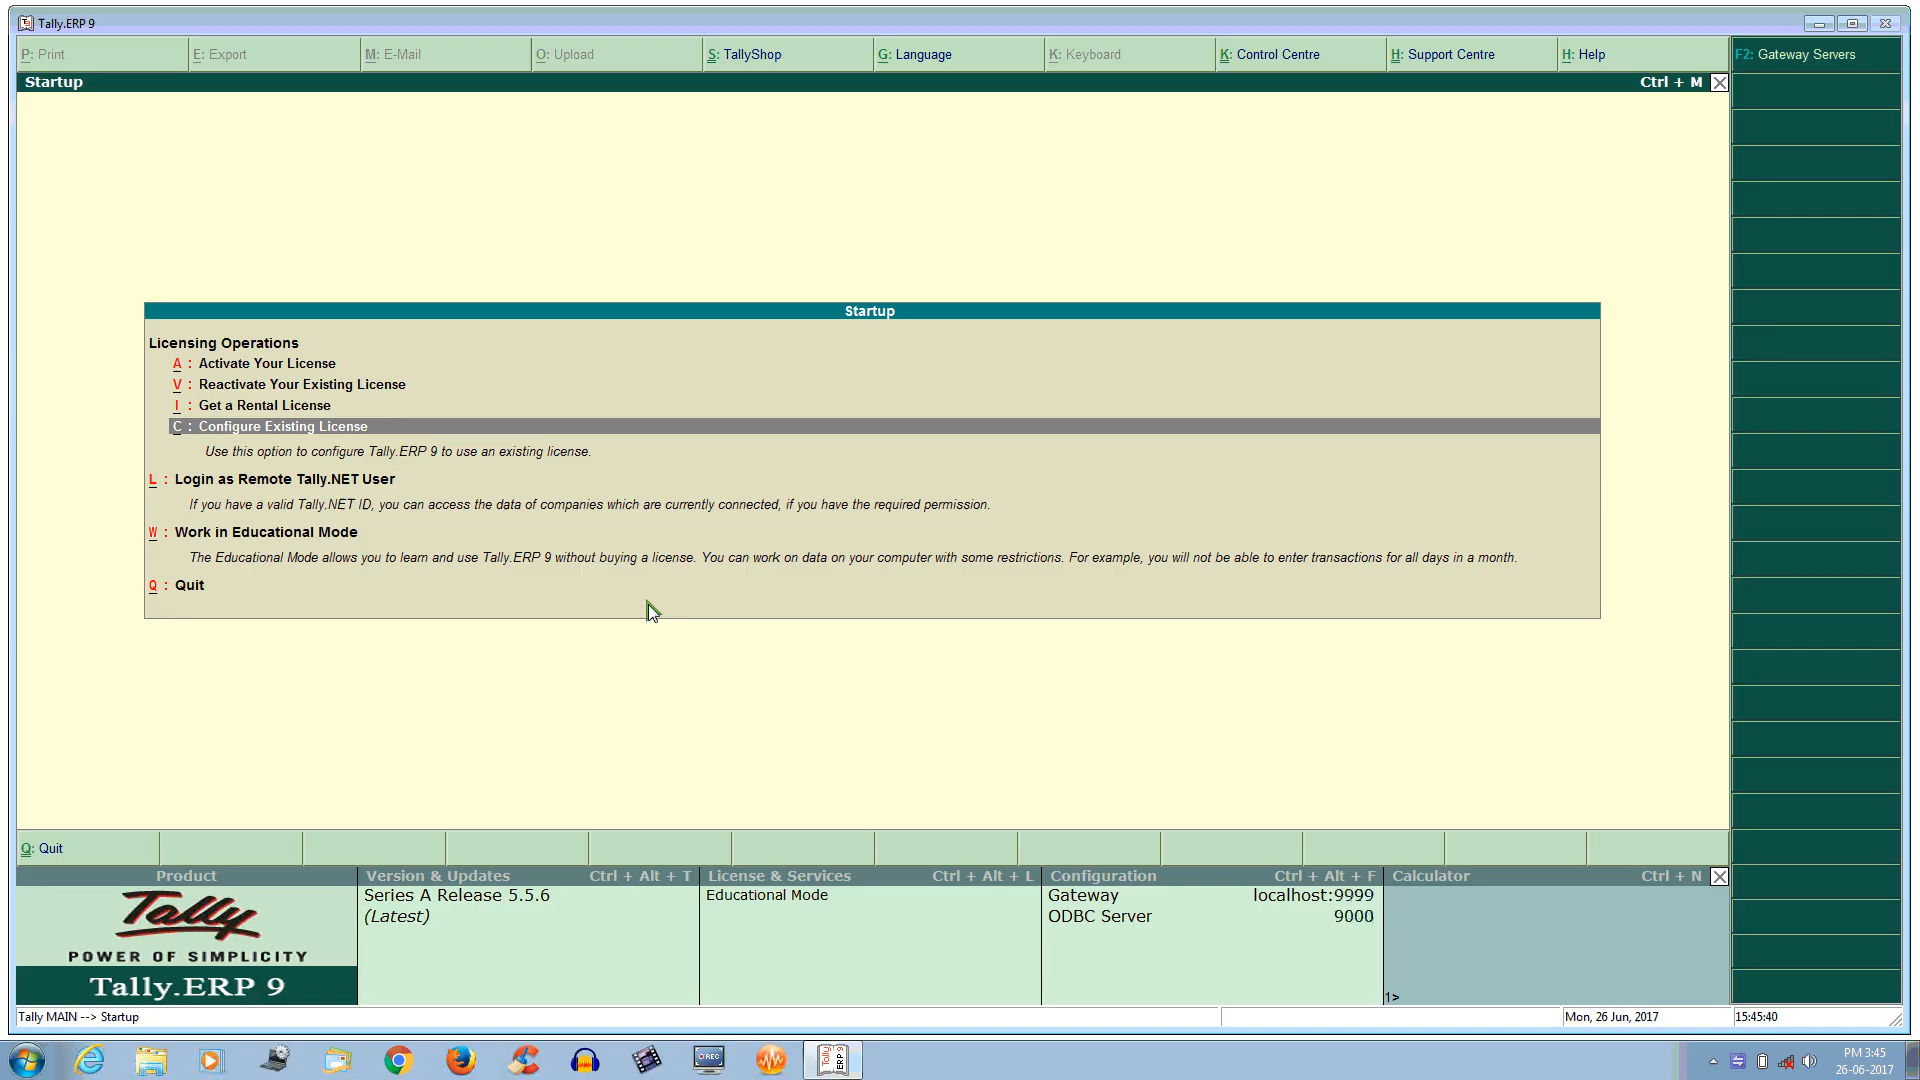 Tally.ERP 9
P: Print
E: Export
M: E-Mail
O: Upload
S: TallyShop
G: Language
K: Keyboard
K: Control Centre
H: Support Centre
H: Help
F2: Gateway Servers
Startup
Ctrl + M
Startup
Licensing Operations
A : Activate Your License
V : Reactivate Your Existing License
I : Get a Rental License
C : Configure Existing License
Use this option to configure Tally.ERP 9 to use an existing license.
L : Login as Remote Tally.NET User
If you have a valid Tally.NET ID, you can access the data of companies which are currently connected, if you have the required permission.
W : Work in Educational Mode
The Educational Mode allows you to learn and use Tally.ERP 9 without buying a license. You can work on data on your computer with some restrictions. For example, you will not be able to enter transactions for all days in a month.
Q : Quit
Q: Quit
Product
Tally
POWER OF SIMPLICITY
Tally.ERP 9
Version & Updates Ctrl + Alt + T
Series A Release 5.5.6
(Latest)
License & Services Ctrl + Alt + L
Educational Mode
Configuration Ctrl + Alt + F
Gateway localhost:9999
ODBC Server 9000
Calculator Ctrl + N
1>
Tally MAIN --> Startup
Mon, 26 Jun, 2017
15:45:40
REC
Tally
ERP 9
PM 3:45
26-06-2017